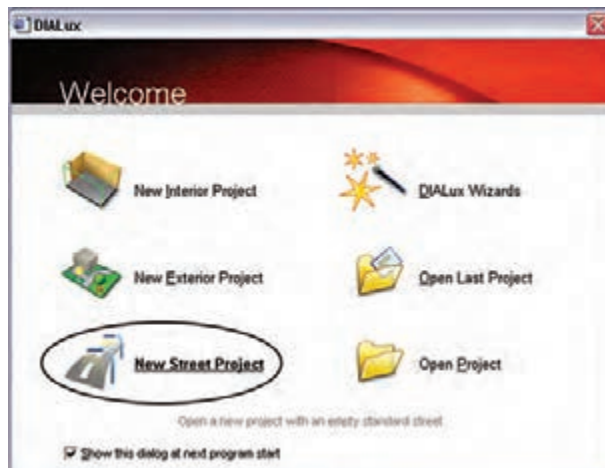 DIALux
Welcome
New Interior Project
DIALux Wizards
New Exterior Project
Open Last Project
New Street Project
Open Project
Open a new project with an empty standard street
Show this dialog at next program start